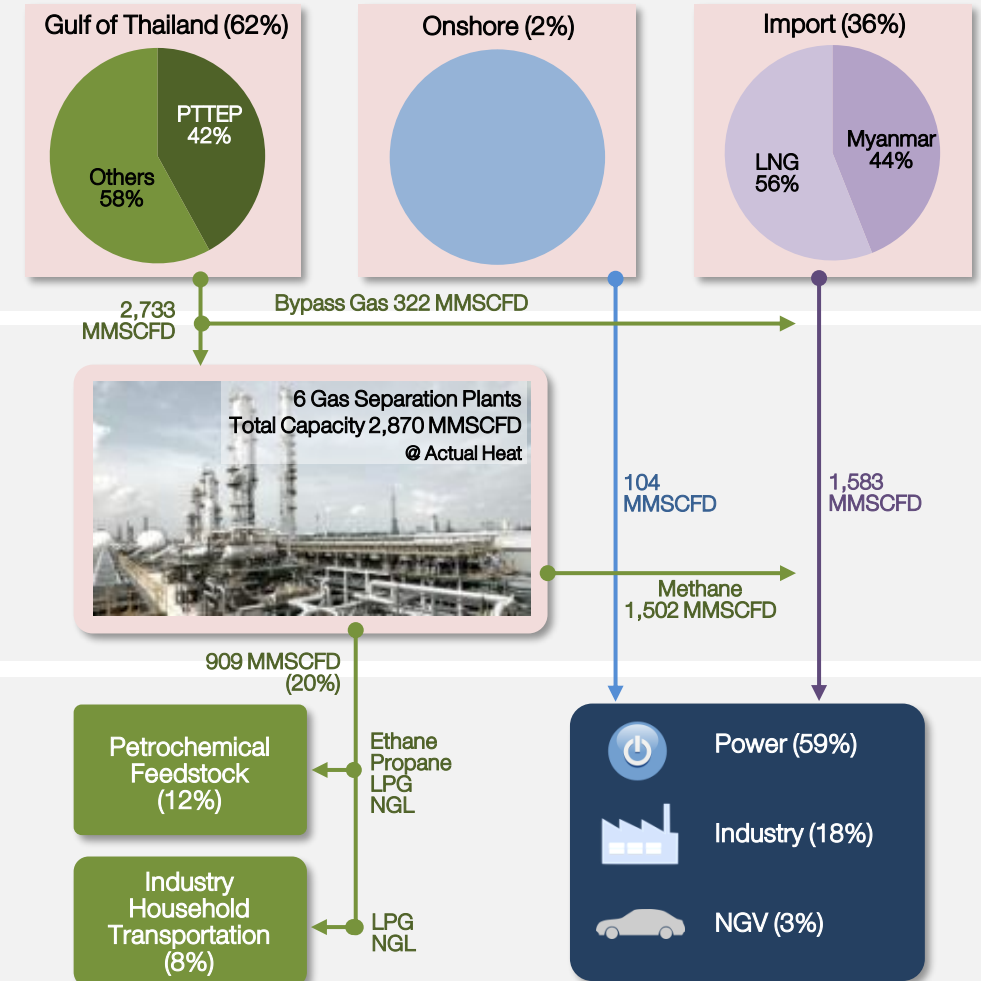 Gulf of Thailand (62%)
Onshore (2%)
Import (36%)
PTTEP
42%
Others
58%
Myanmar
44%
LNG
56%
2,733
MMSCFD
Bypass Gas 322 MMSCFD
6 Gas Separation Plants
Total Capacity 2,870 MMSCFD
@ Actual Heat
104
MMSCFD
1,583
MMSCFD
Methane
1,502 MMSCFD
909 MMSCFD
(20%)
Petrochemical
Feedstock
(12%)
Ethane
Propane
LPG
NGL
Industry
Household
Transportation
(8%)
LPG
NGL
Power (59%)
Industry (18%)
NGV (3%)